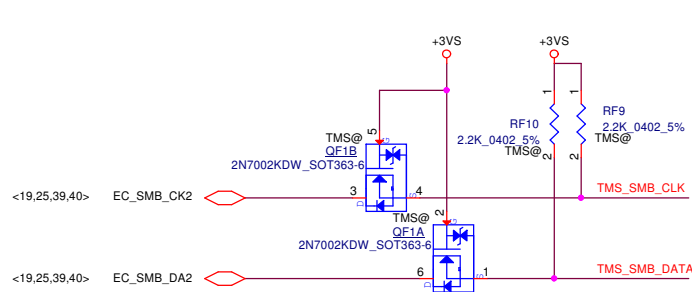 +3VS
+3VS
1
1
RF10
2.2K_0402_5%
TMS@
2
RF9
2.2K_0402_5%
TMS@
2
TMS@
QF1B
2N7002KDW_SOT363-6
5
G
3
D
4
S
<19,25,39,40>
EC_SMB_CK2
TMS_SMB_CLK
TMS@
QF1A
2N7002KDW_SOT363-6
2
G
6
D
1
S
<19,25,39,40>
EC_SMB_DA2
TMS_SMB_DATA